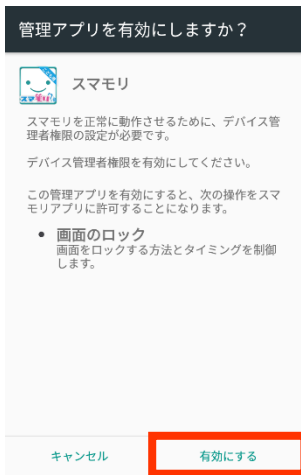 管理アプリを有効にしますか？
スマモリ
スマモリ
スマモリを正常に動作させるために、デバイス管
理者権限の設定が必要です。
デバイス管理者権限を有効にしてください。
この管理アプリを有効にすると、次の操作をスマ
モリアプリに許可することになります。
• 画面のロック
画面をロックする方法とタイミングを制御
します。
キャンセル
有効にする